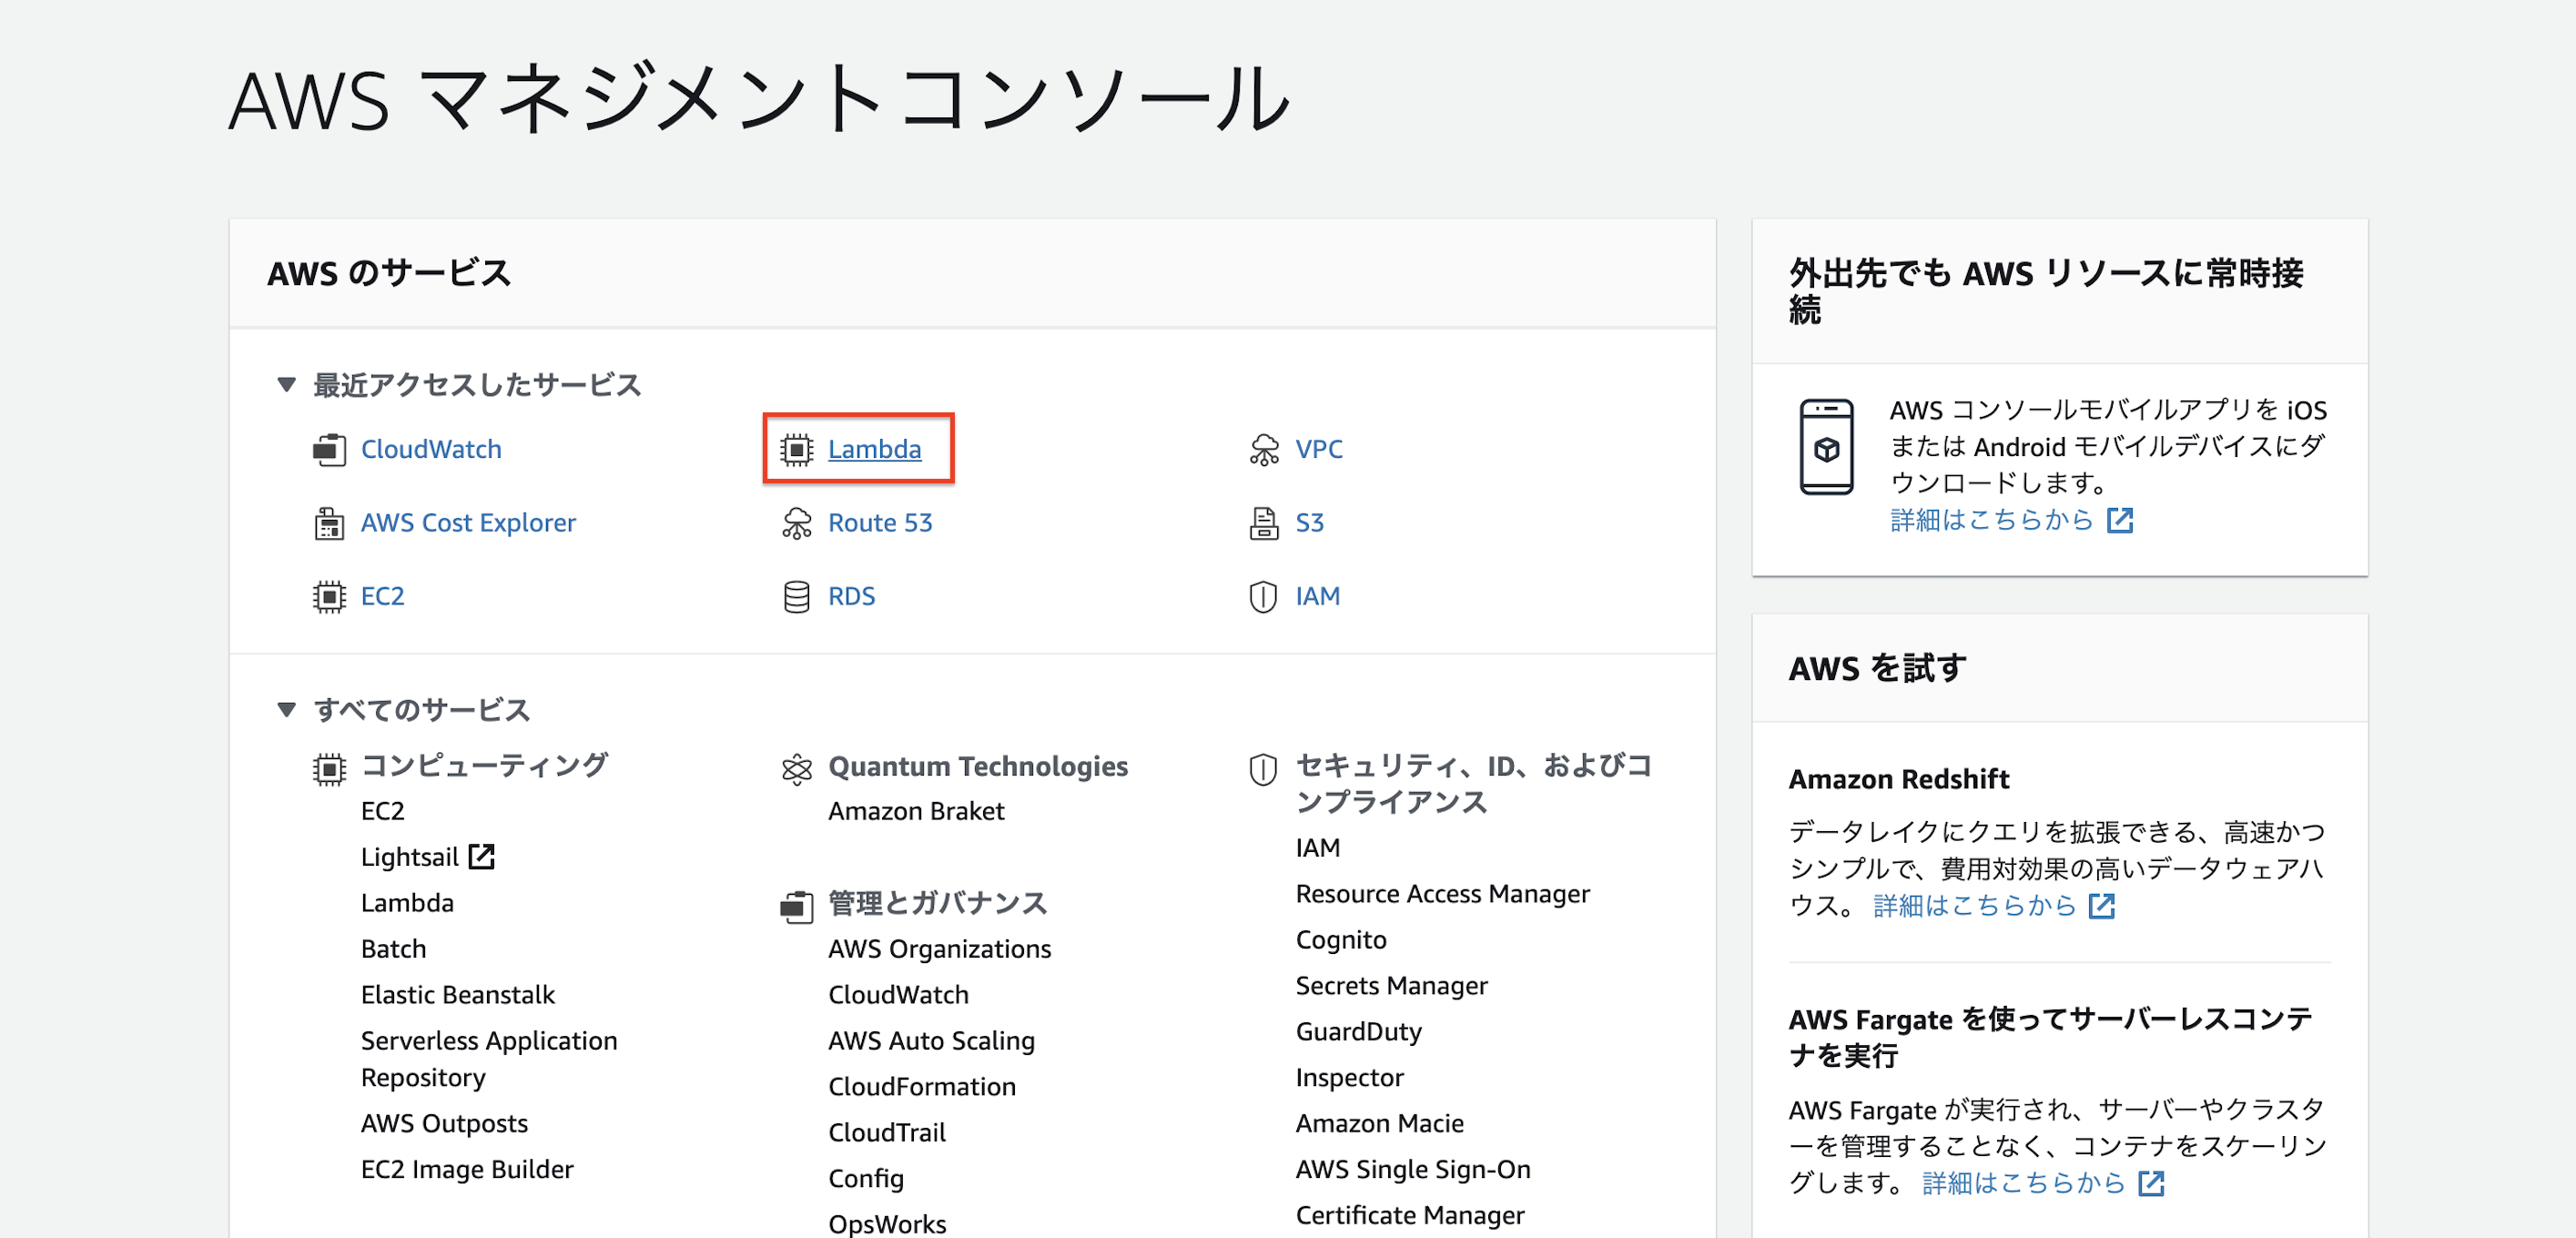 AWS マネジメントコンソール
AWS のサービス
最近アクセスしたサービス
CloudWatch
Lambda
VPC
AWS Cost Explorer
Route 53
S3
EC2
RDS
IAM
すべてのサービス
コンピューティング
EC2
Lightsail
Lambda
Batch
Elastic Beanstalk
Serverless Application
Repository
AWS Outposts
EC2 Image Builder
Quantum Technologies
Amazon Braket
管理とガバナンス
AWS Organizations
CloudWatch
AWS Auto Scaling
CloudFormation
CloudTrail
Config
OpsWorks
セキュリティ、ID、およびコ
ンプライアンス
IAM
Resource Access Manager
Cognito
Secrets Manager
GuardDuty
Inspector
Amazon Macie
AWS Single Sign-On
Certificate Manager
外出先でも AWS リソースに常時接
続
AWS コンソールモバイルアプリを iOS
または Android モバイルデバイスにダ
ウンロードします。
詳細はこちらから
AWS を試す
Amazon Redshift
データレイクにクエリを拡張できる、高速かつ
シンプルで、費用対効果の高いデータウェアハ
ウス。 詳細はこちらから
AWS Fargate を使ってサーバーレスコンテ
ナを実行
AWS Fargate が実行され、サーバーやクラスタ
ーを管理することなく、コンテナをスケーリン
グします。 詳細はこちらから